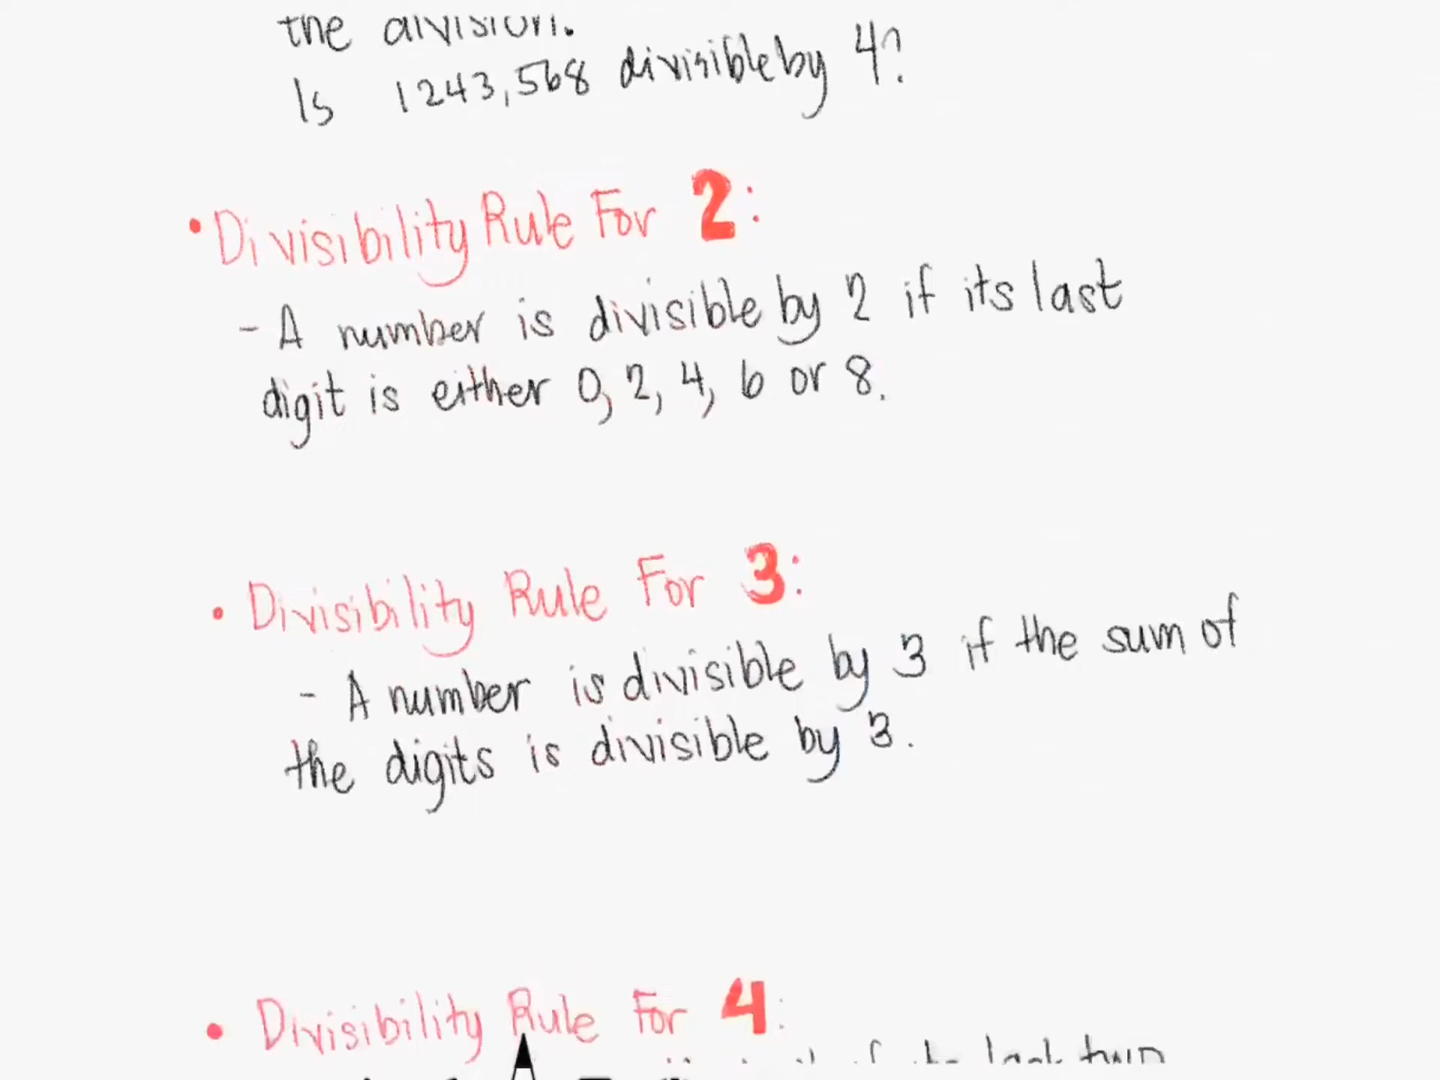 the division.
Is 1243,568 divisible by 4?
• Divisibility Rule For 2:
- A number is divisible by 2 if its last
digit is either 0, 2, 4, 6 or 8.
• Divisibility Rule For 3:
- A number is divisible by 3 if the sum of
the digits is divisible by 3.
• Divisibility Rule For 4: